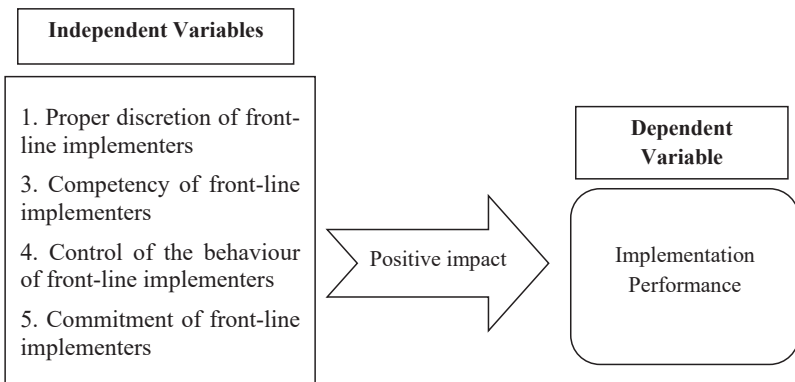 Independent Variables
1. Proper discretion of front-
line implementers
3. Competency of front-line
implementers
4. Control of the behaviour
of front-line implementers
5. Commitment of front-line
implementers
Positive impact
Dependent
Variable
Implementation
Performance